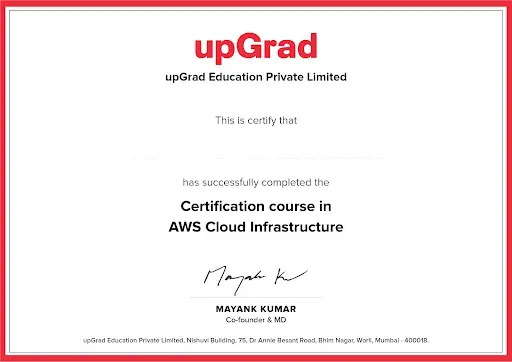 upGrad
upGrad Education Private Limited
This is certify that
has successfully completed the
Certification course in
AWS Cloud Infrastructure
MAYANK KUMAR
Co-founder & MD
upGrad Education Private Limited, Nishuvi Building, 75, Dr Annie Besant Road, Bhim Nagar, Worli, Mumbai - 400018.